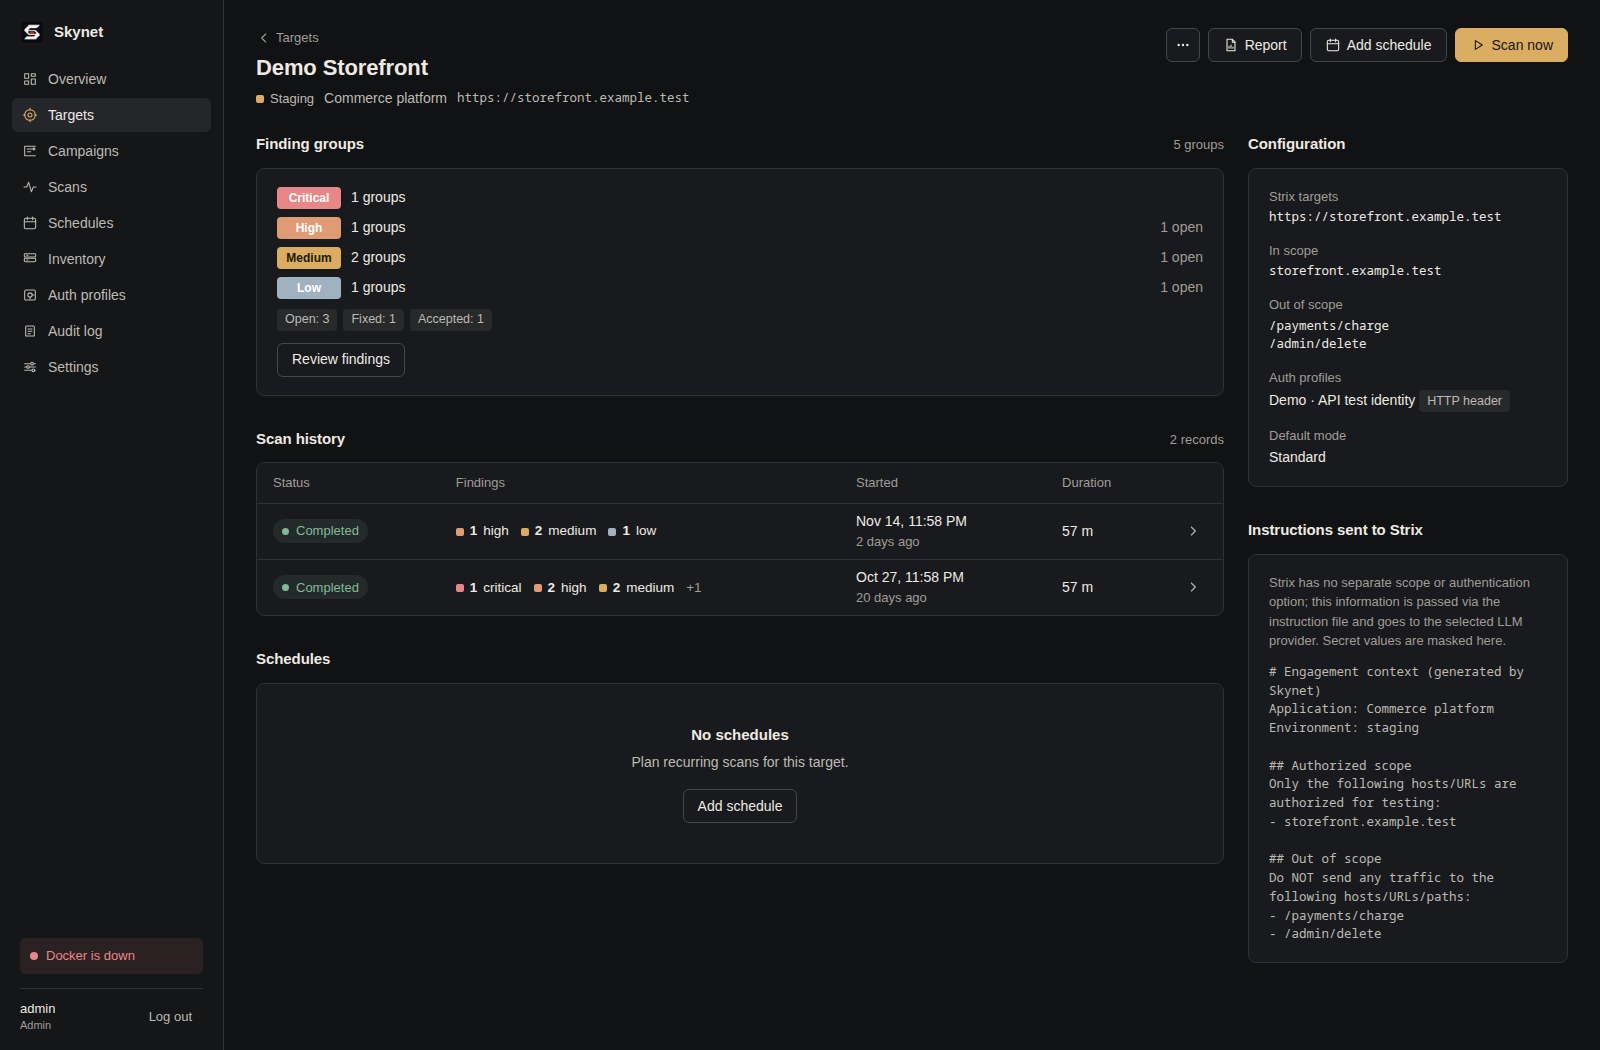 Skynet
Overview
Targets
Campaigns
Scans
Schedules
Inventory
Auth profiles
Audit log
Settings
Docker is down
admin
Admin
Log out
Targets
Demo Storefront
Staging Commerce platform https://storefront.example.test
Report
Add schedule
Scan now
Finding groups
5 groups
Critical 1 groups
High 1 groups 1 open
Medium 2 groups 1 open
Low 1 groups 1 open
Open: 3 Fixed: 1 Accepted: 1
Review findings
Scan history
2 records
Status Findings Started Duration
Completed 1 high 2 medium 1 low Nov 14, 11:58 PM 57 m
2 days ago
Completed 1 critical 2 high 2 medium +1 Oct 27, 11:58 PM 57 m
20 days ago
Schedules
No schedules
Plan recurring scans for this target.
Add schedule
Configuration
Strix targets
https://storefront.example.test
In scope
storefront.example.test
Out of scope
/payments/charge
/admin/delete
Auth profiles
Demo · API test identity HTTP header
Default mode
Standard
Instructions sent to Strix
Strix has no separate scope or authentication
option; this information is passed via the
instruction file and goes to the selected LLM
provider. Secret values are masked here.
# Engagement context (generated by
Skynet)
Application: Commerce platform
Environment: staging
## Authorized scope
Only the following hosts/URLs are
authorized for testing:
- storefront.example.test
## Out of scope
Do NOT send any traffic to the
following hosts/URLs/paths:
- /payments/charge
- /admin/delete